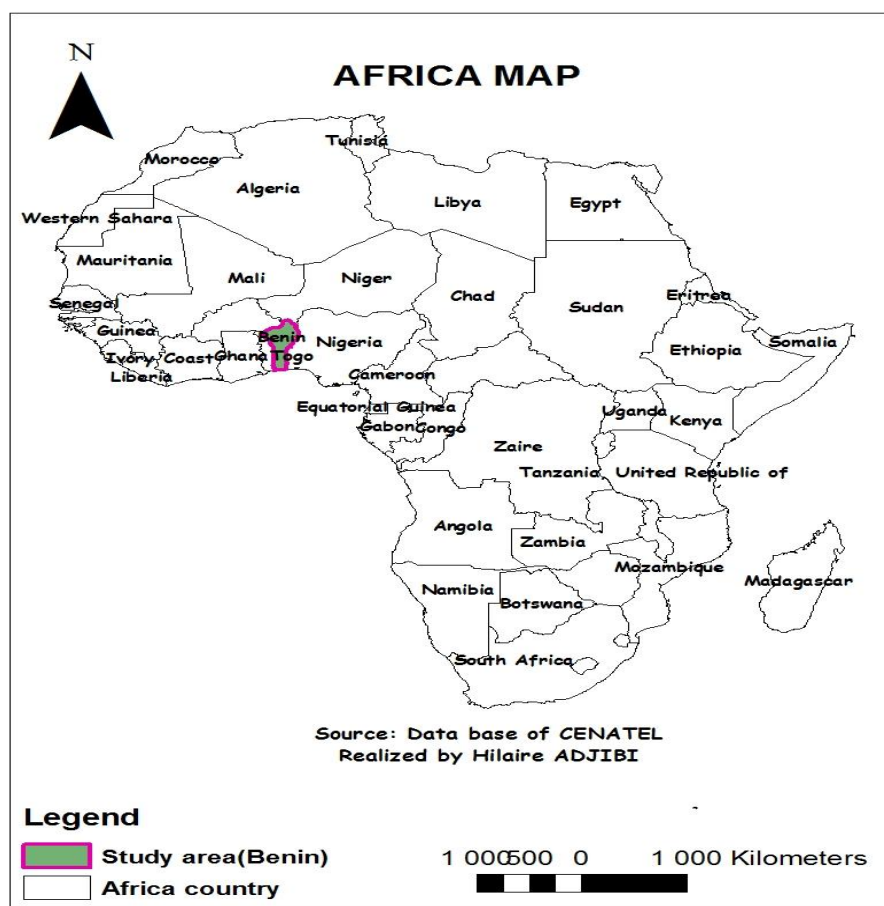 N
AFRICA MAP
Tunisia
Morocco
Algeria
Libya
Egypt
Western Sahara
Mauritania
Mali
Niger
Chad
Sudan
Eritrea
Senegal
Guinea
Benin
Nigeria
Ethiopia
Somalia
Ivory Coast
Ghana
Togo
Liberia
Cameroon
Equatorial Guinea
Uganda
Kenya
Gabon
Congo
Zaire
Tanzania, United Republic of
Angola
Zambia
Mozambique
Madagascar
Namibia
Botswana
South Africa
Source: Data base of CENATEL
Realized by Hilaire ADJIBI
Legend
Study area(Benin)
Africa country
1 000 500 0 1 000 Kilometers